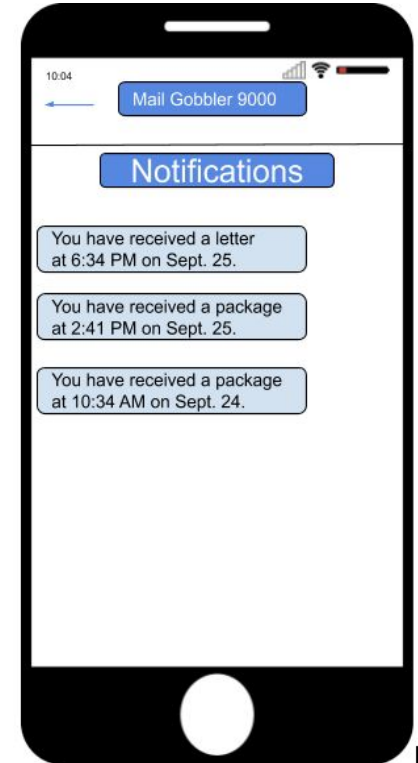 10:04
Mail Gobbler 9000
Notifications
You have received a letter
at 6:34 PM on Sept. 25.
You have received a package
at 2:41 PM on Sept. 25.
You have received a package
at 10:34 AM on Sept. 24.